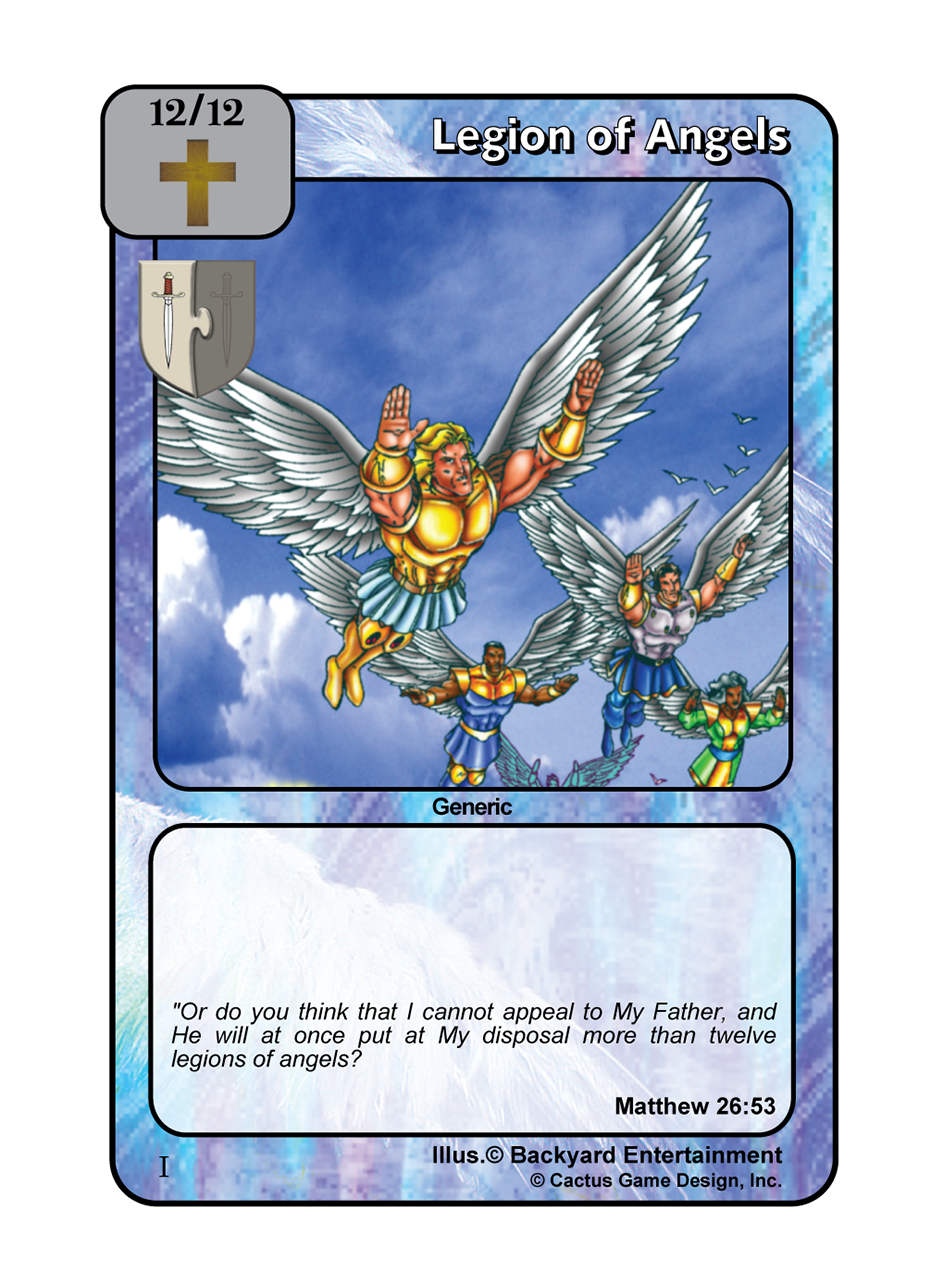 12/12
Legion of Angels
Generic
"Or do you think that I cannot appeal to My Father, and
He will at once put at My disposal more than twelve
legions of angels?
Matthew 26:53
I
Illus.© Backyard Entertainment
© Cactus Game Design, Inc.